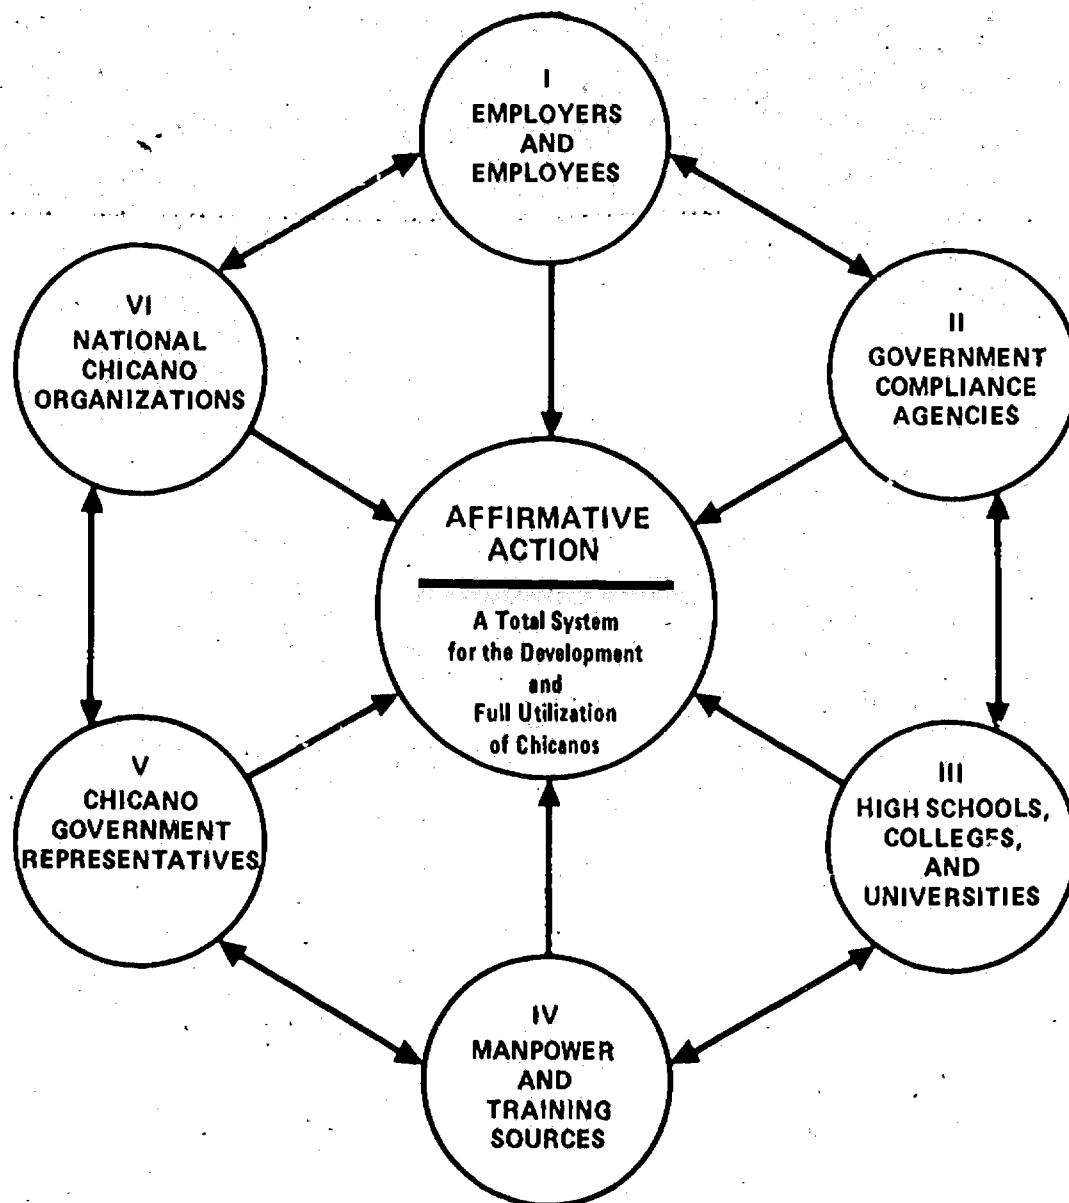 I
EMPLOYERS
AND
EMPLOYEES
II
GOVERNMENT
COMPLIANCE
AGENCIES
III
HIGH SCHOOLS,
COLLEGES,
AND
UNIVERSITIES
IV
MANPOWER
AND
TRAINING
SOURCES
V
CHICANO
GOVERNMENT
REPRESENTATIVES
VI
NATIONAL
CHICANO
ORGANIZATIONS
AFFIRMATIVE
ACTION
A Total System
for the Development
and
Full Utilization
of Chicanos